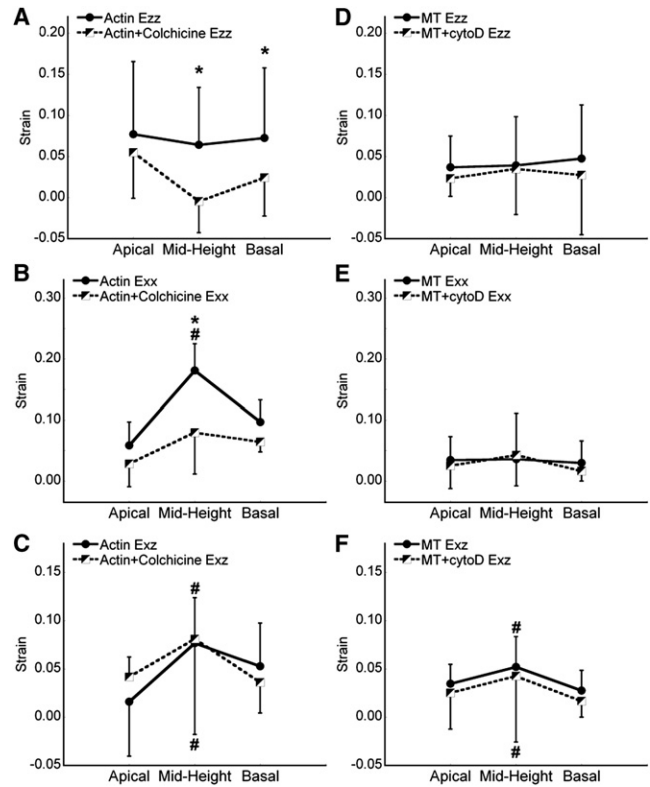 A
Actin Ezz
Actin+Colchicine Ezz
0.20
0.15
0.10
0.05
0.00
-0.05
Strain
*
*
Apical Mid-Height Basal
B
Actin Exx
Actin+Colchicine Exx
0.30
0.20
0.10
0.00
Strain
*
#
Apical Mid-Height Basal
C
Actin Exz
Actin+Colchicine Exz
0.15
0.10
0.05
0.00
-0.05
Strain
#
#
Apical Mid-Height Basal
D
MT Ezz
MT+cytoD Ezz
0.20
0.15
0.10
0.05
0.00
-0.05
Strain
Apical Mid-Height Basal
E
MT Exx
MT+cytoD Exx
0.30
0.20
0.10
0.00
Strain
Apical Mid-Height Basal
F
MT Exz
MT+cytoD Exz
0.15
0.10
0.05
0.00
-0.05
Strain
#
#
Apical Mid-Height Basal